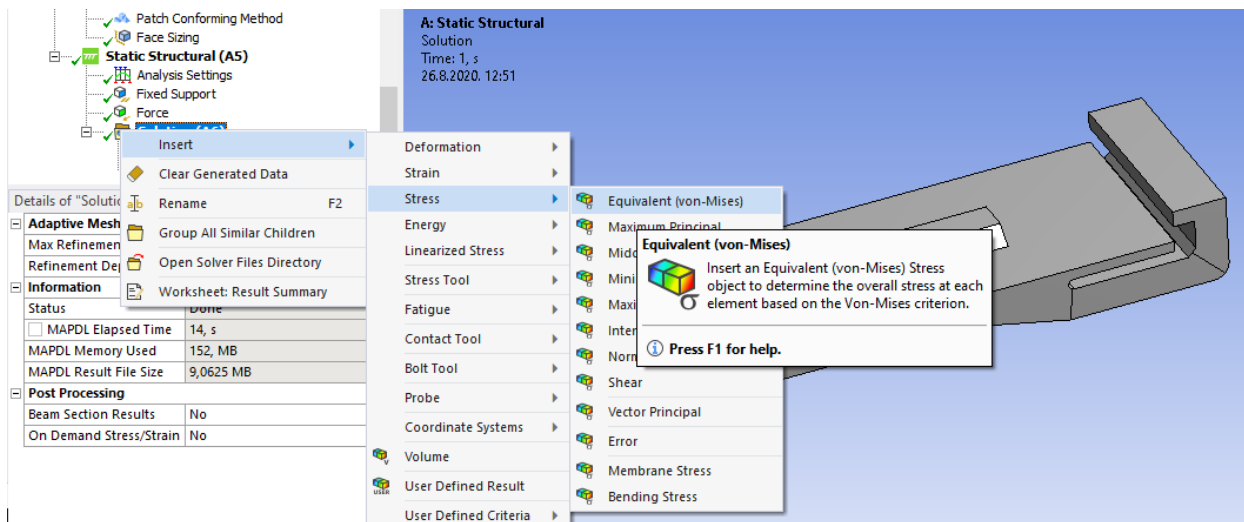 Patch Conforming Method
Face Sizing
Static Structural (A5)
Analysis Settings
Fixed Support
Force
Insert
Clear Generated Data
Rename F2
Group All Similar Children
Open Solver Files Directory
Worksheet: Result Summary
Details of "Solutio
Adaptive Mesh
Max Refinemen
Refinement De
Information
Status Done
MAPDL Elapsed Time 14, s
MAPDL Memory Used 152, MB
MAPDL Result File Size 9,0625 MB
Post Processing
Beam Section Results No
On Demand Stress/Strain No
Deformation
Strain
Stress
Energy
Linearized Stress
Stress Tool
Fatigue
Contact Tool
Bolt Tool
Probe
Coordinate Systems
Volume
USER User Defined Result
User Defined Criteria
Equivalent (von-Mises)
Maximum Principal
Midd
Mini
Maxi
Inter
Norm
Shear
Vector Principal
Error
Membrane Stress
Bending Stress
Equivalent (von-Mises)
Insert an Equivalent (von-Mises) Stress
object to determine the overall stress at each
element based on the Von-Mises criterion.
σ
Press F1 for help.
A: Static Structural
Solution
Time: 1, s
26.8.2020. 12:51